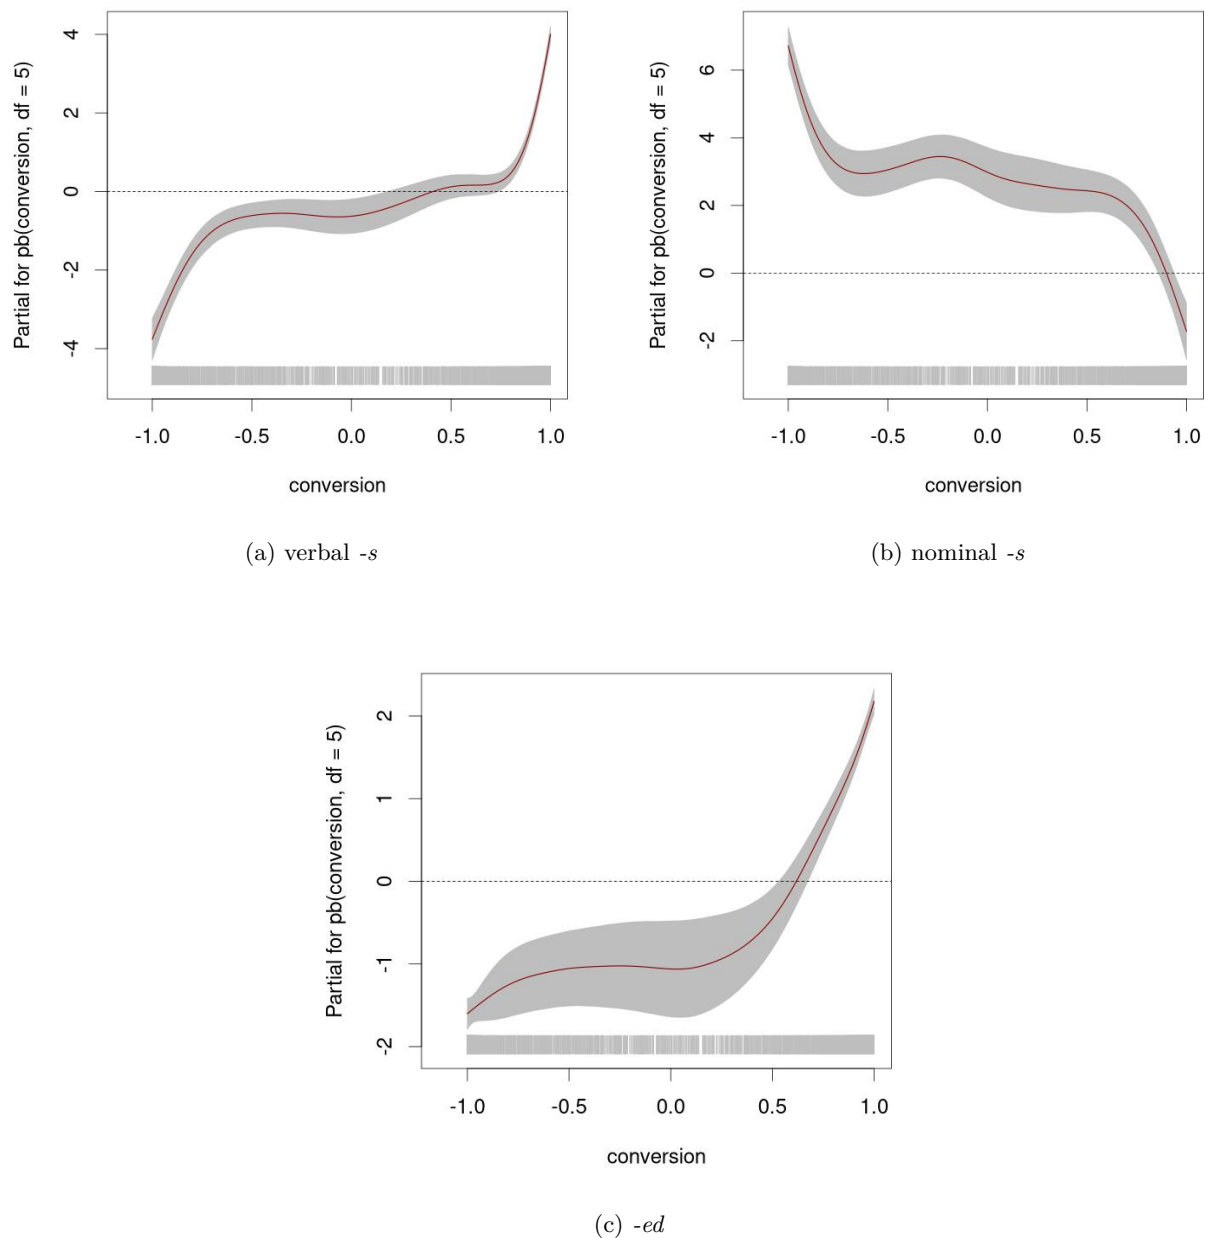 Partial for pb(conversion, df = 5)
4
2
0
-2
-4
-1.0 -0.5 0.0 0.5 1.0
conversion
(a) verbal -s
Partial for pb(conversion, df = 5)
6
4
2
0
-2
-1.0 -0.5 0.0 0.5 1.0
conversion
(b) nominal -s
Partial for pb(conversion, df = 5)
2
1
0
-1
-2
-1.0 -0.5 0.0 0.5 1.0
conversion
(c) -ed